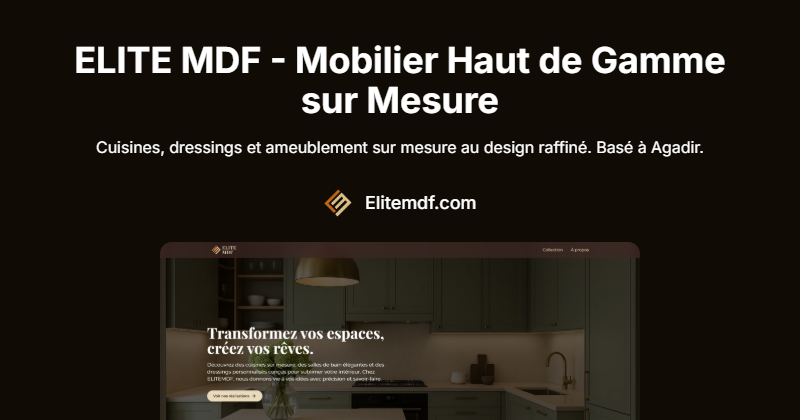 ELITE MDF - Mobilier Haut de Gamme
sur Mesure
Cuisines, dressings et ameublement sur mesure au design raffiné. Basé à Agadir.
Elitemdf.com
ELITE
MDF
Collection À propos
Transformez vos espaces,
créez vos rêves.
Découvrez des cuisines sur mesure, des salles de bain élégantes et des
dressings personnalisés conçus pour sublimer votre intérieur. Chez
ELITEMDF, nous donnons vie à vos idées avec précision et savoir-faire.
Voir nos réalisations